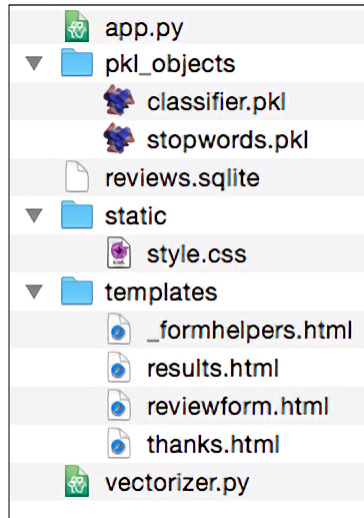 app.py
pkl_objects
classifier.pkl
stopwords.pkl
reviews.sqlite
static
style.css
templates
_formhelpers.html
results.html
reviewform.html
thanks.html
vectorizer.py